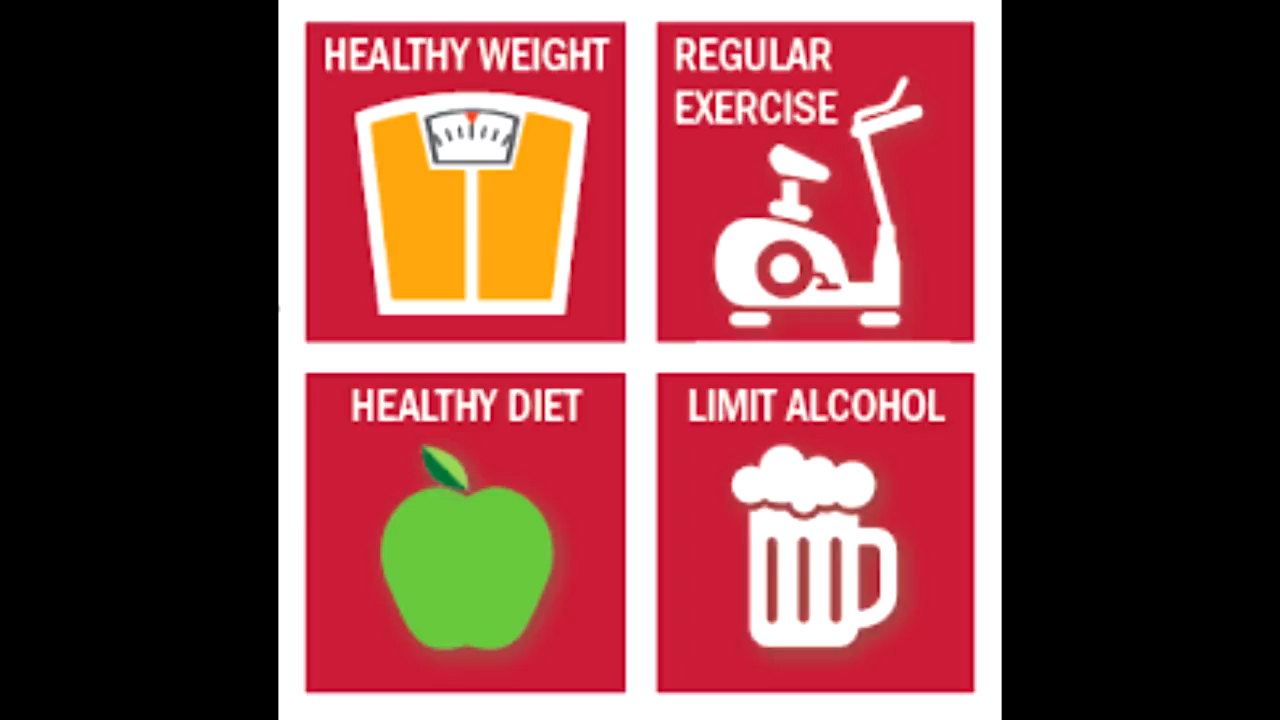 HEALTHY WEIGHT
REGULAR
EXERCISE
HEALTHY DIET
LIMIT ALCOHOL